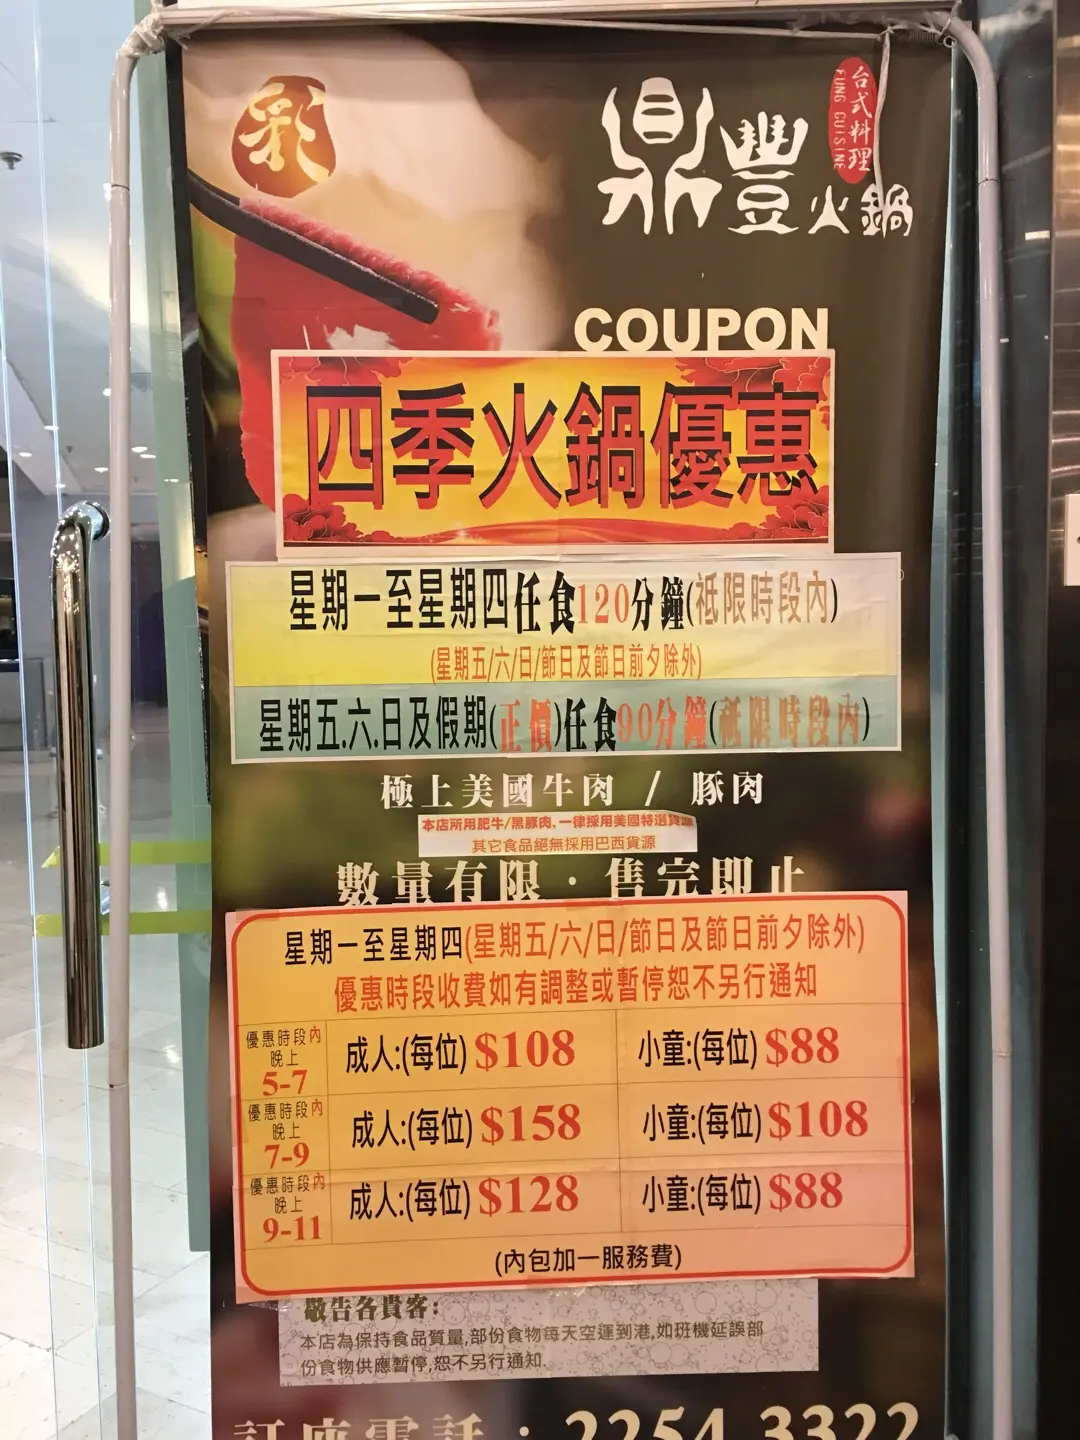 彩
鼎豐火鍋
台式料理
FUNG CUISINE
COUPON
四季火鍋優惠
星期一至星期四任食120分鐘(祗限時段內)
(星期五/六/日/節日及節日前夕除外)
星期五.六.日及假期(正價)任食90分鐘(祗限時段內)
極上美國牛肉 / 豚肉
本店所用肥牛/黑豚肉,一律採用美國特選貨源
其它食品絕無採用巴西貨源
數量有限·售完即止
星期一至星期四(星期五/六/日/節日及節日前夕除外)
優惠時段收費如有調整或暫停恕不另行通知
優惠時段內
晚上
5-7
成人:(每位) $108
小童:(每位) $88
優惠時段內
晚上
7-9
成人:(每位) $158
小童:(每位) $108
優惠時段內
晚上
9-11
成人:(每位) $128
小童:(每位) $88
(內包加一服務費)
敬告各貴客:
本店為保持食品質量,部份食物每天空運到港,如班機延誤部
份食物供應暫停,恕不另行通知.
訂座電話:2254 3322